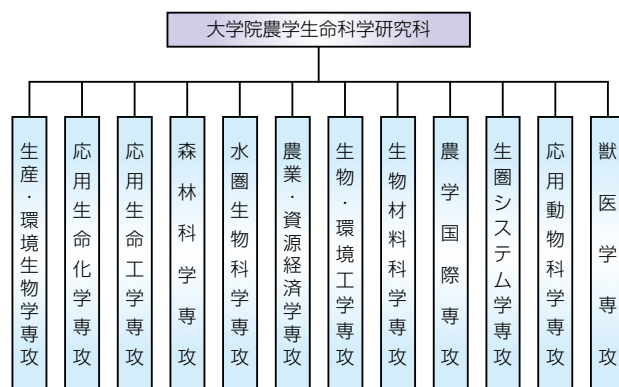 大学院農学生命科学研究科
生産・環境生物学専攻
応用生命化学専攻
応用生命工学専攻
森林科学専攻
水圏生物科学専攻
農業・資源経済学専攻
生物・環境工学専攻
生物材料科学専攻
農学国際専攻
生圏システム学専攻
応用動物科学専攻
獣医学専攻